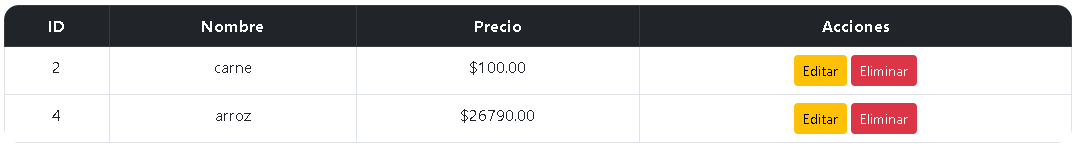 ID Nombre Precio Acciones
2 carne $100.00 Editar Eliminar
4 arroz $26790.00 Editar Eliminar